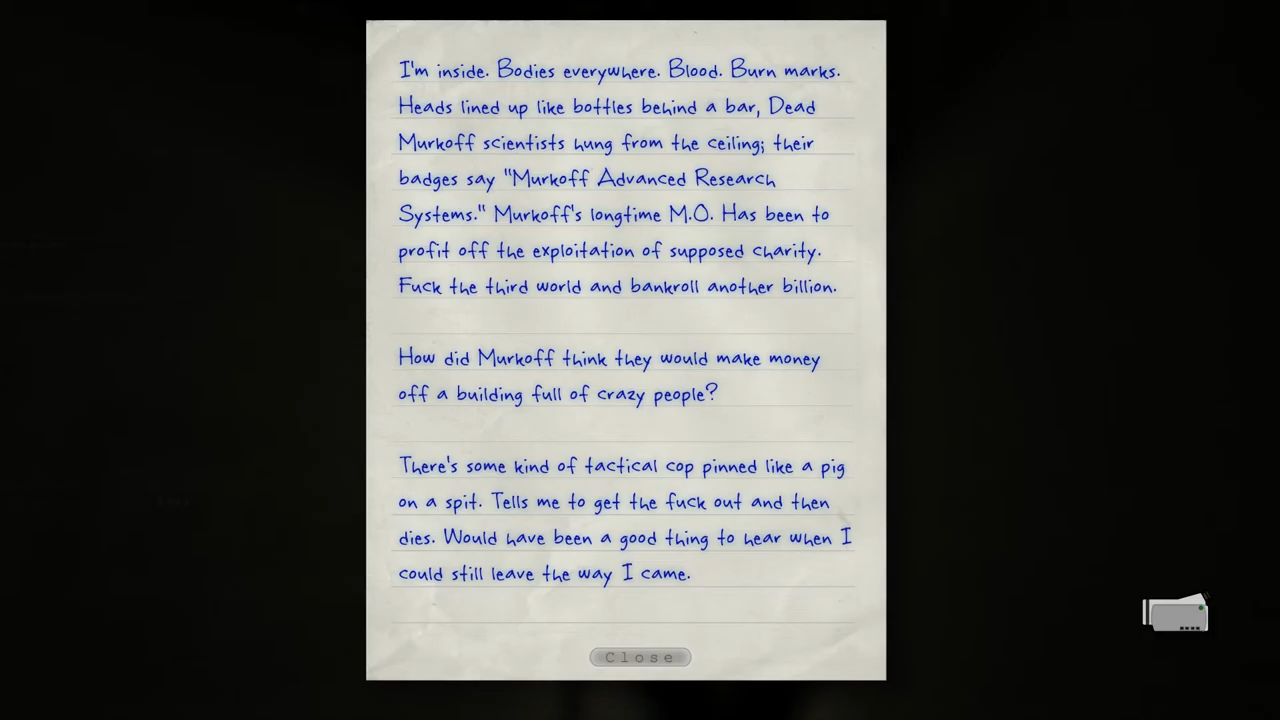 I'm inside. Bodies everywhere. Blood. Burn marks.
Heads lined up like bottles behind a bar, Dead
Murkoff scientists hung from the ceiling; their
badges say "Murkoff Advanced Research
Systems." Murkoff's longtime M.O. Has been to
profit off the exploitation of supposed charity.
Fuck the third world and bankroll another billion.
How did Murkoff think they would make money
off a building full of crazy people?
There's some kind of tactical cop pinned like a pig
on a spit. Tells me to get the fuck out and then
dies. Would have been a good thing to hear when I
could still leave the way I came.
Close